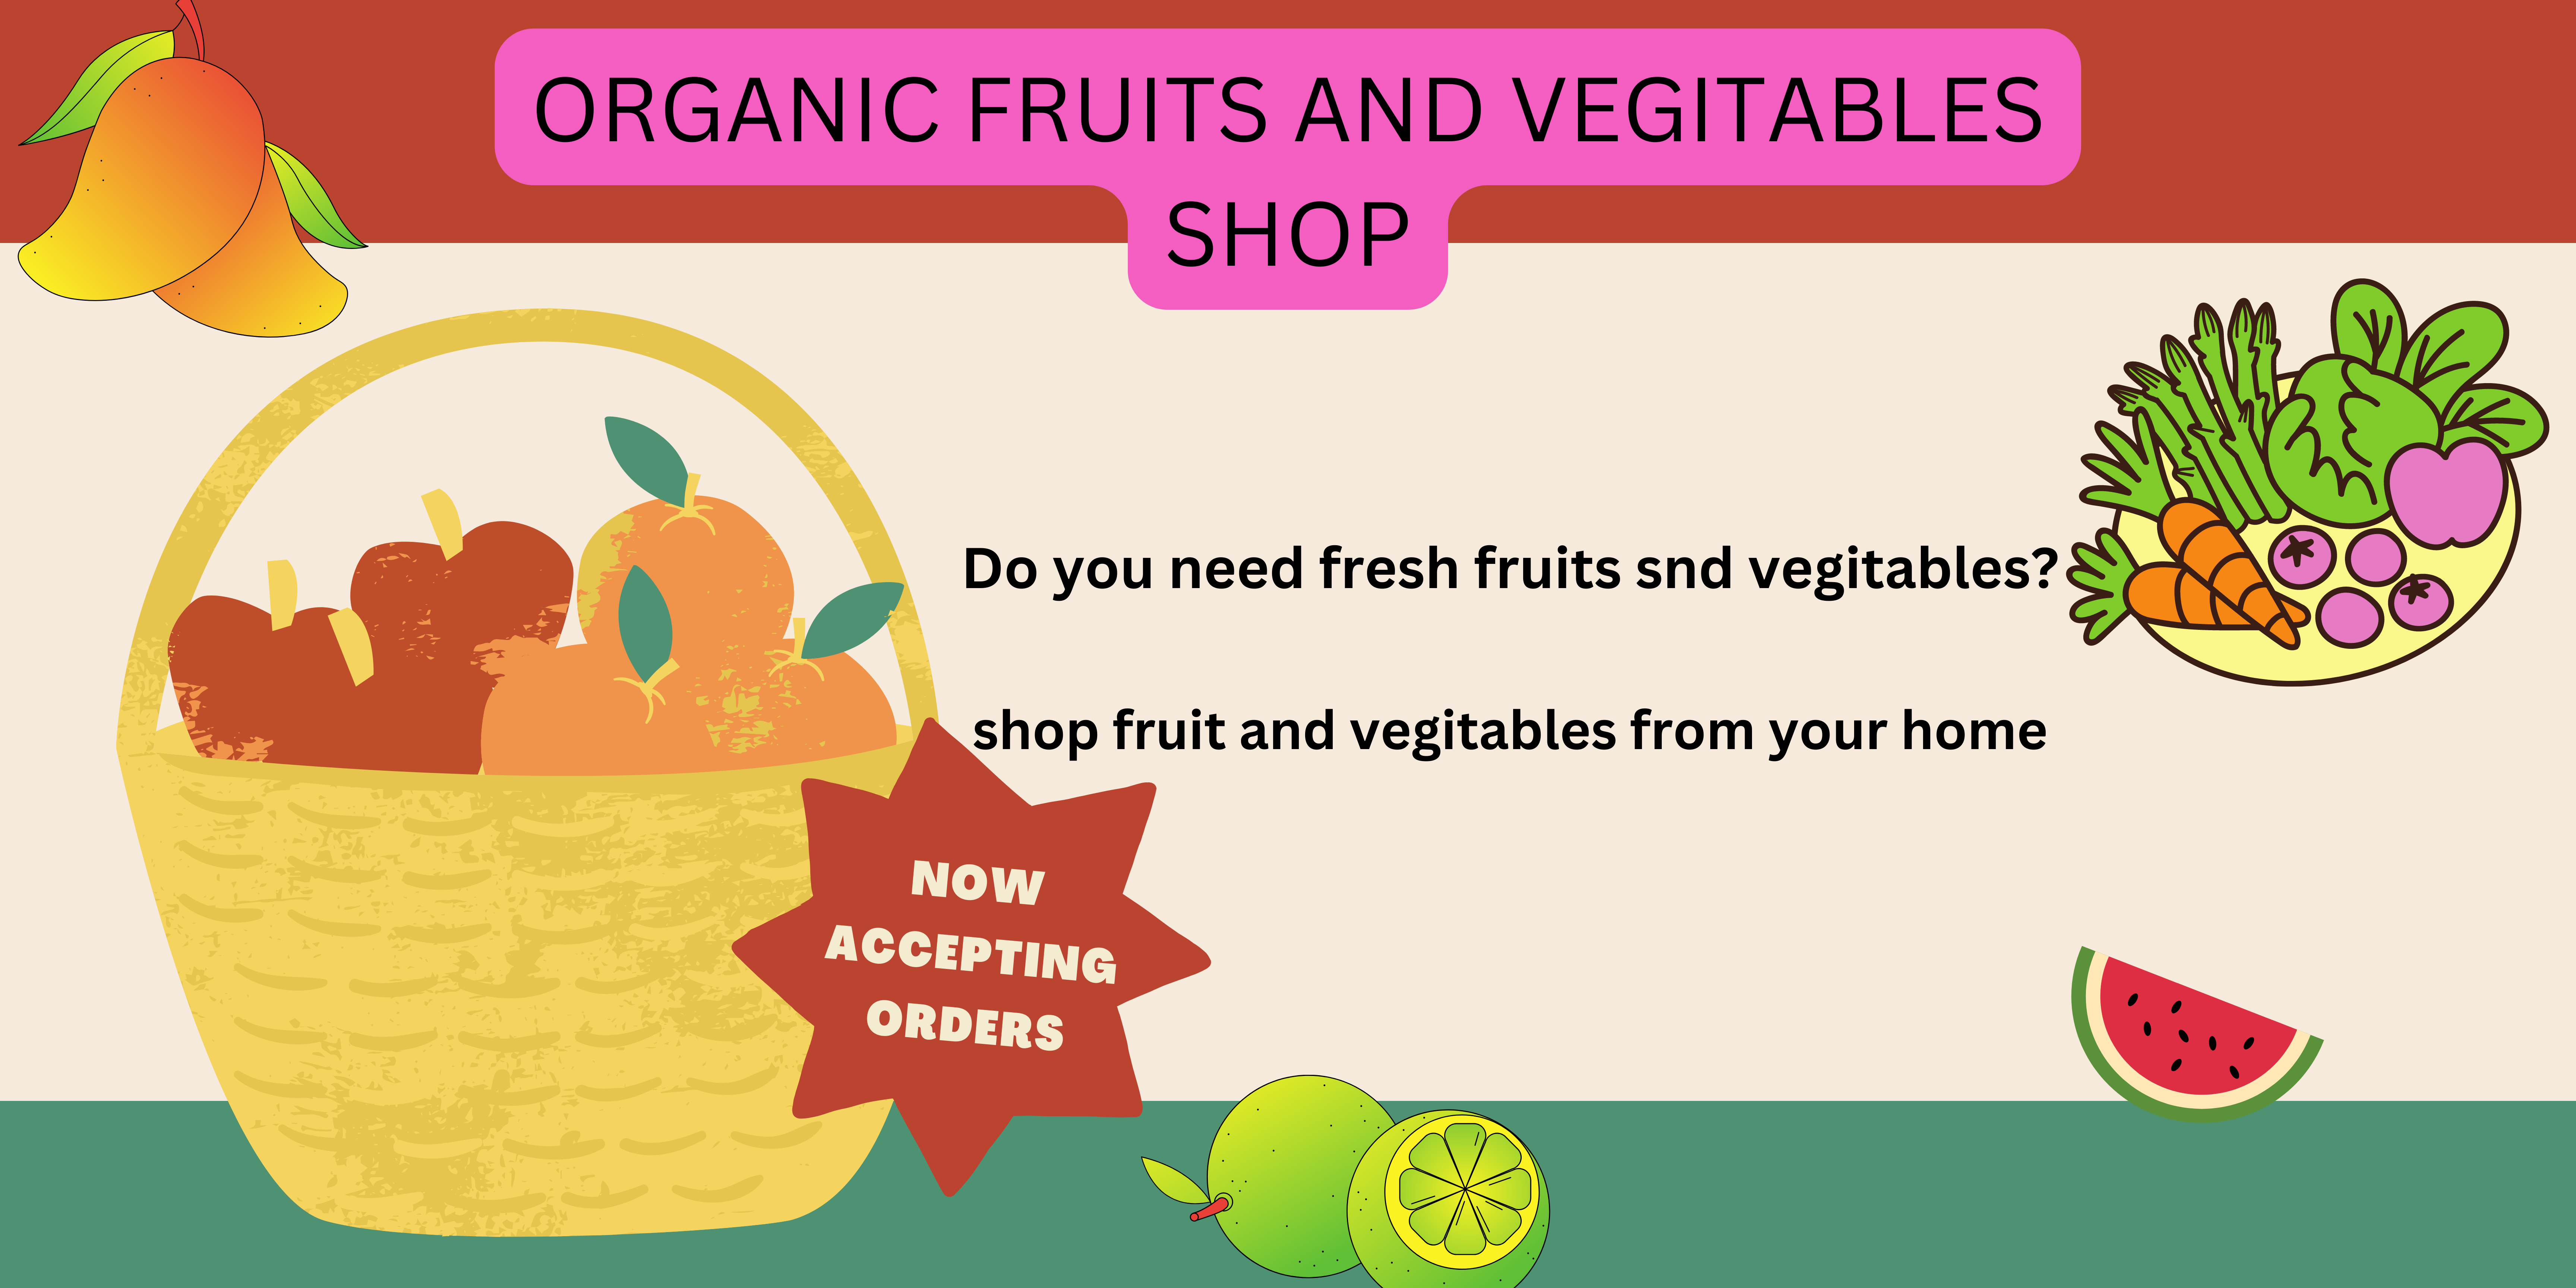 ORGANIC FRUITS AND VEGITABLES
SHOP
Do you need fresh fruits snd vegitables?
shop fruit and vegitables from your home
NOW
ACCEPTING
ORDERS